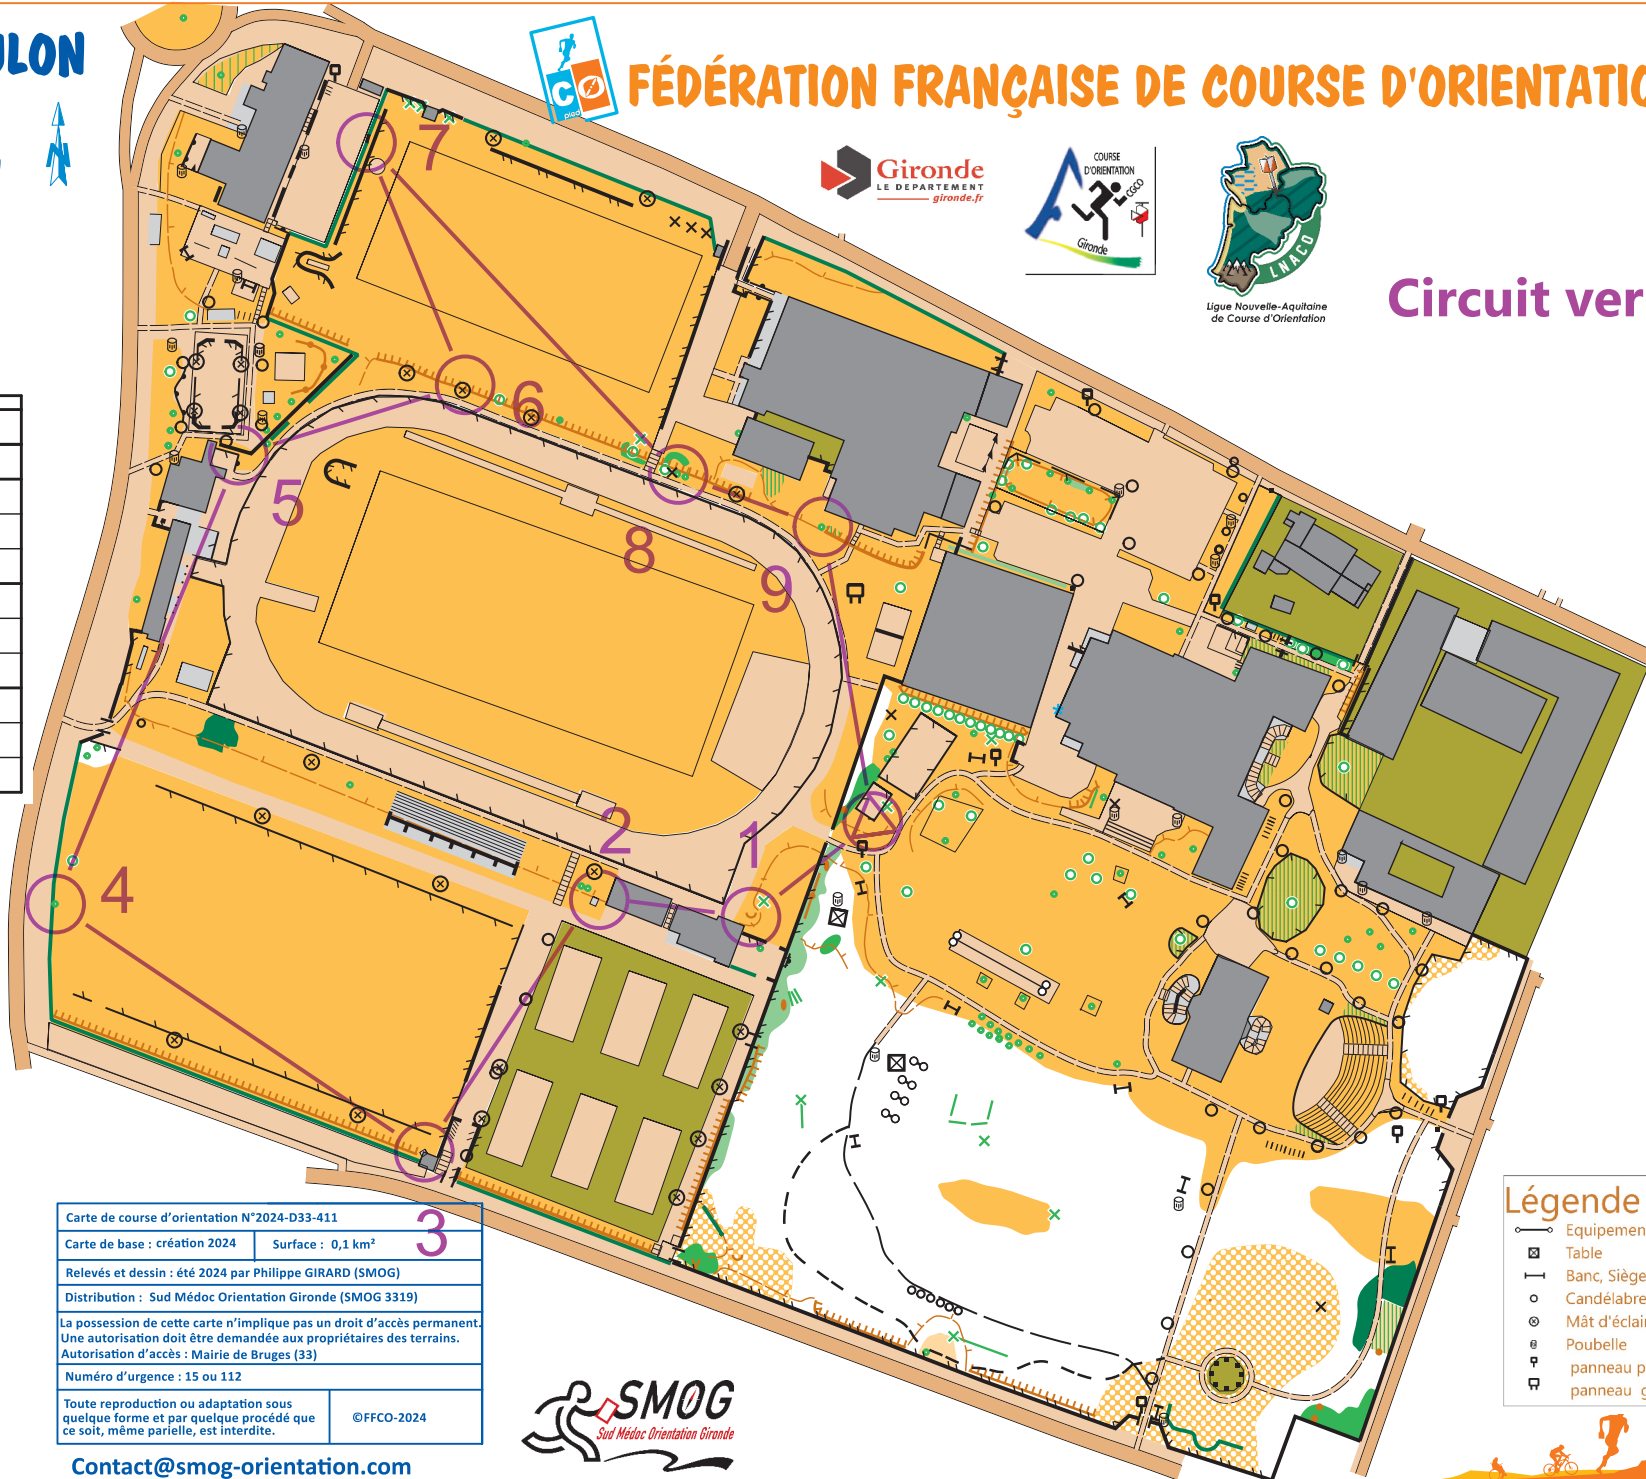 ULON
CO
pied
FÉDÉRATION FRANÇAISE DE COURSE D'ORIENTATIO
Gironde
LE DEPARTEMENT
gironde.fr
COURSE
D'ORIENTATION
CGCO
Gironde
LNACO
Ligue Nouvelle-Aquitaine
de Course d'Orientation
Circuit ver
N
7
6
5
8
9
2
1
4
3
Carte de course d'orientation N°2024-D33-411
Carte de base : création 2024
Surface : 0,1 km²
Relevés et dessin : été 2024 par Philippe GIRARD (SMOG)
Distribution : Sud Médoc Orientation Gironde (SMOG 3319)
La possession de cette carte n'implique pas un droit d'accès permanent.
Une autorisation doit être demandée aux propriétaires des terrains.
Autorisation d'accès : Mairie de Bruges (33)
Numéro d'urgence : 15 ou 112
Toute reproduction ou adaptation sous
quelque forme et par quelque procédé que
ce soit, même parielle, est interdite.
©FFCO-2024
Contact@smog-orientation.com
SMOG
Sud Médoc Orientation Gironde
Légende
Equipemen
Table
Banc, Siège
Candélabre
Mât d'éclai
Poubelle
panneau p
panneau g